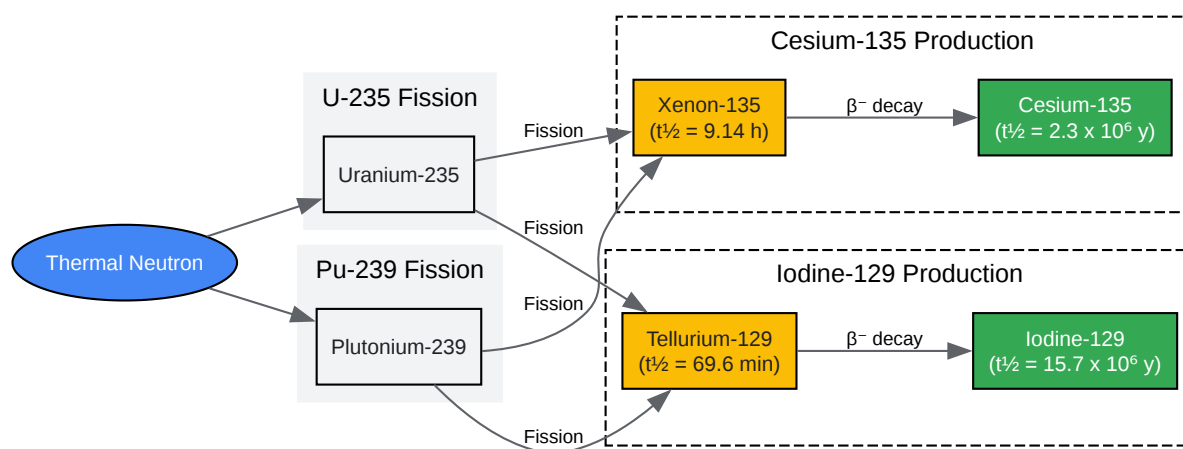 Cesium-135 Production
Xenon-135
(t½ = 9.14 h)
β⁻ decay
Cesium-135
(t½ = 2.3 x 10⁶ y)
U-235 Fission
Uranium-235
Fission
Fission
Thermal Neutron
Pu-239 Fission
Plutonium-239
Fission
Fission
Iodine-129 Production
Tellurium-129
(t½ = 69.6 min)
β⁻ decay
Iodine-129
(t½ = 15.7 x 10⁶ y)